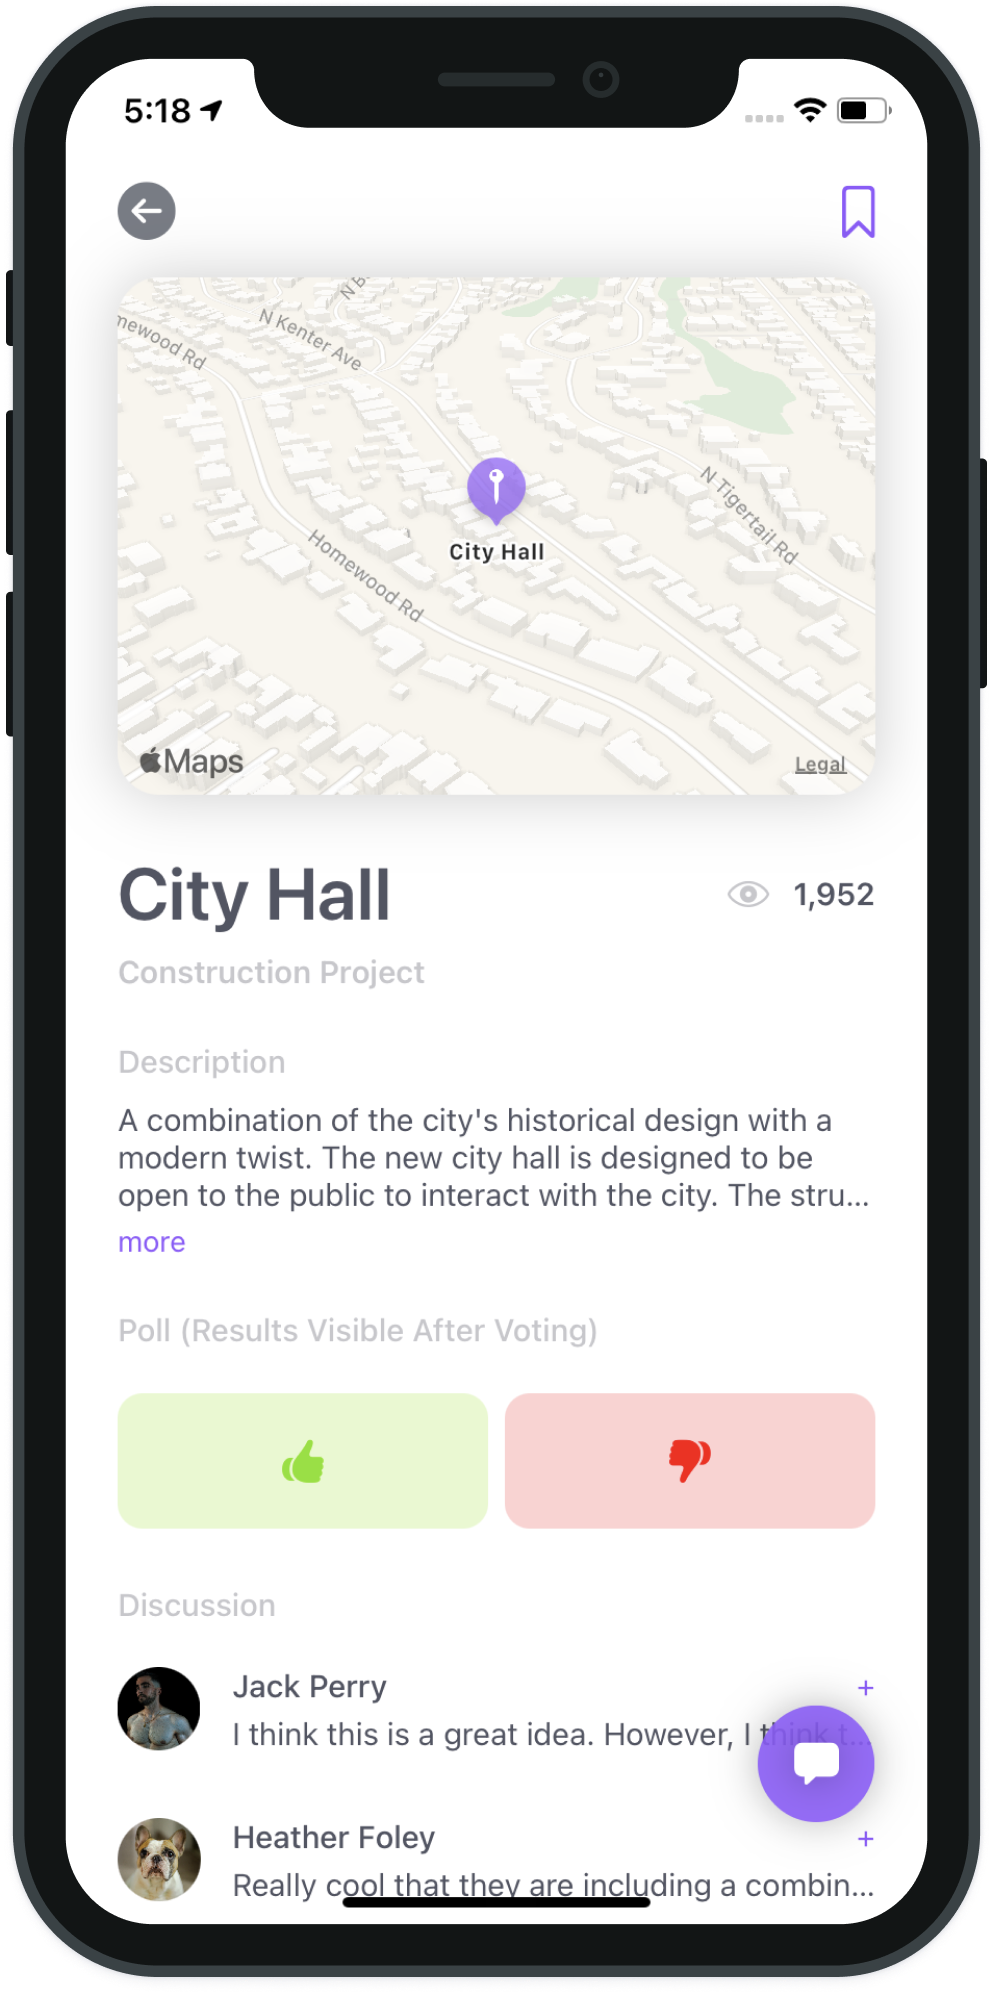 5:18
N B
N Kenter Ave
mewood Rd
N Tigertail Rd
City Hall
Homewood Rd
Maps
Legal
City Hall
1,952
Construction Project
Description
A combination of the city's historical design with a
modern twist. The new city hall is designed to be
open to the public to interact with the city. The stru...
more
Poll (Results Visible After Voting)
Discussion
Jack Perry
+
I think this is a great idea. However, I think t...
Heather Foley
+
Really cool that they are including a combin...